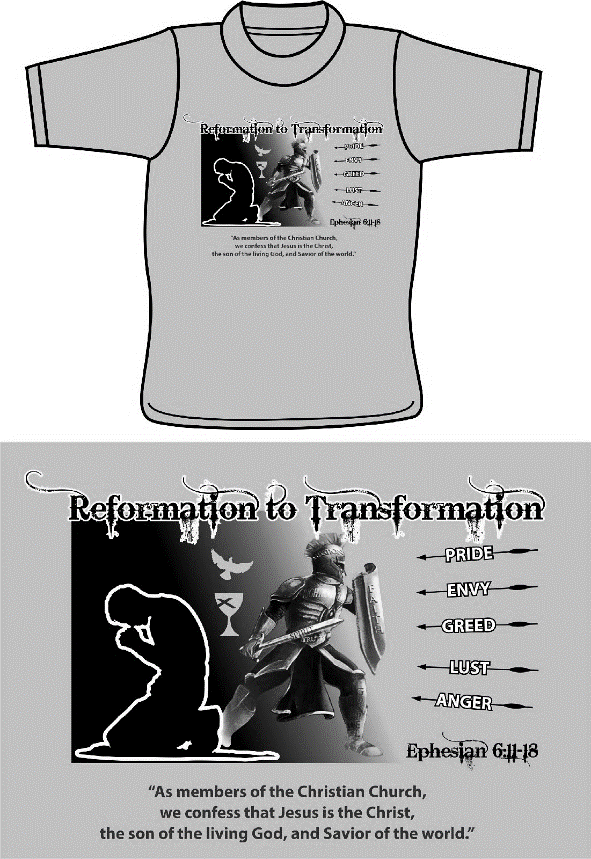 Reformation to Transformation
PRIDE
ENVY
GREED
LUST
Anger
Ephesian 6:11-18
"As members of the Christian Church,
we confess that Jesus is the Christ,
the son of the living God, and Savior of the world."
Reformation to Transformation
PRIDE
ENVY
GREED
LUST
ANGER
Ephesian 6:11-18
“As members of the Christian Church,
we confess that Jesus is the Christ,
the son of the living God, and Savior of the world.”